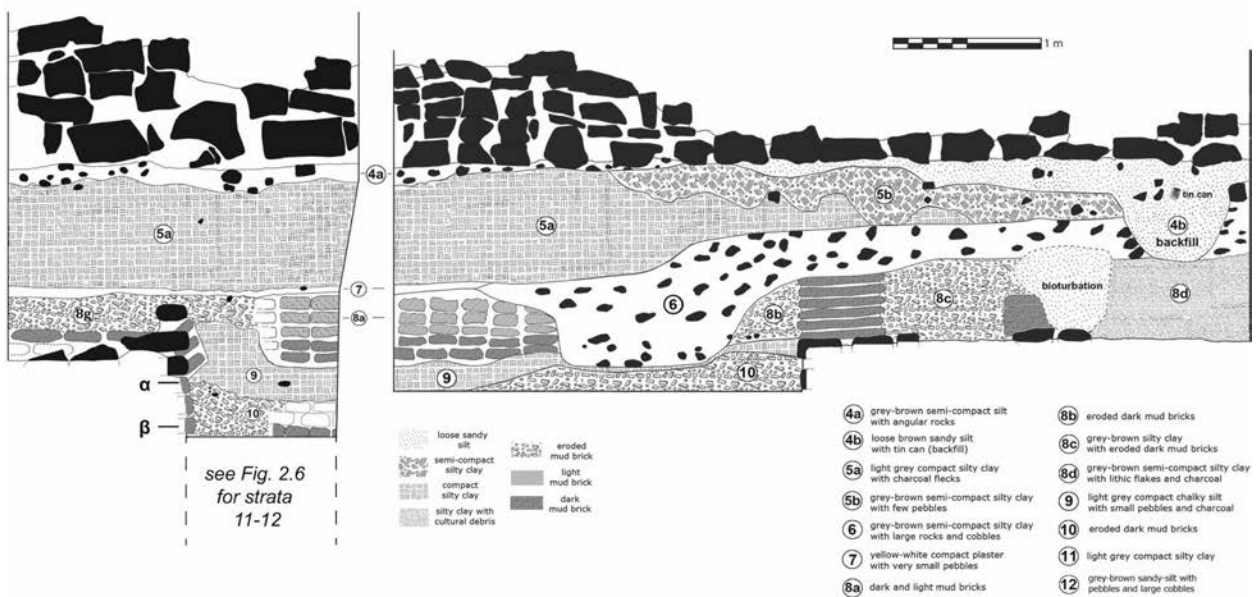 1 m
4a
5a
7
8g
8a
9
10
α
β
see Fig. 2.6
for strata
11-12
5a
5b
tin can
4b
backfill
6
bioturbation
8b
8c
8d
9
10
loose sandy
silt
semi-compact
silty clay
compact
silty clay
silty clay with
cultural debris
eroded
mud brick
light
mud brick
dark
mud brick
4a grey-brown semi-compact silt
with angular rocks
4b loose brown sandy silt
with tin can (backfill)
5a light grey compact silty clay
with charcoal flecks
5b grey-brown semi-compact silty clay
with few pebbles
6 grey-brown semi-compact silty clay
with large rocks and cobbles
7 yellow-white compact plaster
with very small pebbles
8a dark and light mud bricks
8b eroded dark mud bricks
8c grey-brown silty clay
with eroded dark mud bricks
8d grey-brown semi-compact silty clay
with lithic flakes and charcoal
9 light grey compact chalky silt
with small pebbles and charcoal
10 eroded dark mud bricks
11 light grey compact silty clay
12 grey-brown sandy-silt with
pebbles and large cobbles